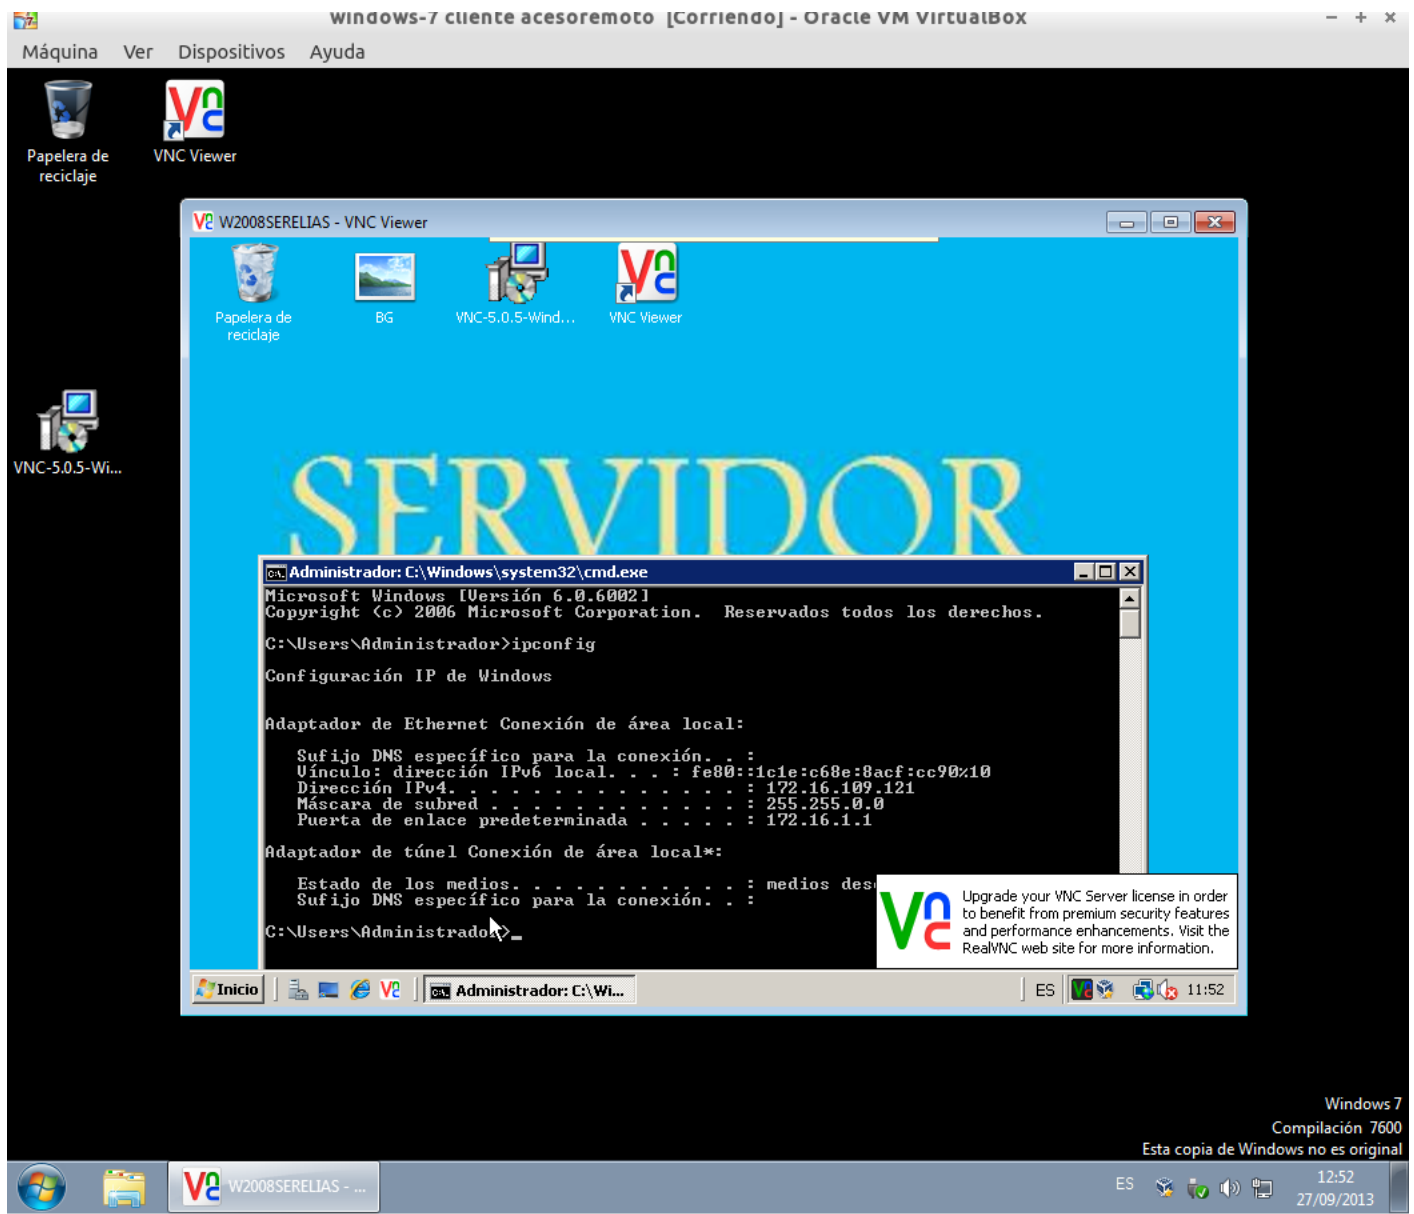 windows-7 cliente acesoremoto [Corriendo] - Oracle VM VirtualBox
Máquina Ver Dispositivos Ayuda
Papelera de reciclaje
VNC Viewer
VNC-5.0.5-Wi...
W2008SERELIAS - VNC Viewer
Papelera de reciclaje
BG
VNC-5.0.5-Wind...
VNC Viewer
SERVIDOR
Administrador: C:\Windows\system32\cmd.exe
Microsoft Windows [Versión 6.0.6002]
Copyright (c) 2006 Microsoft Corporation. Reservados todos los derechos.
C:\Users\Administrador>ipconfig
Configuración IP de Windows
Adaptador de Ethernet Conexión de área local:
Sufijo DNS específico para la conexión. . :
Vínculo: dirección IPv6 local. . . : fe80::1c1e:c68e:8acf:cc90%10
Dirección IPv4. . . . . . . . . . . . . . : 172.16.109.121
Máscara de subred . . . . . . . . . . . . : 255.255.0.0
Puerta de enlace predeterminada . . . . . : 172.16.1.1
Adaptador de túnel Conexión de área local*:
Estado de los medios. . . . . . . . . . . : medios des
Sufijo DNS específico para la conexión. . :
C:\Users\Administrador>_
Upgrade your VNC Server license in order
to benefit from premium security features
and performance enhancements. Visit the
RealVNC web site for more information.
Inicio
Administrador: C:\Wi...
ES
11:52
Windows 7
Compilación 7600
Esta copia de Windows no es original
W2008SERELIAS - ...
ES
12:52
27/09/2013